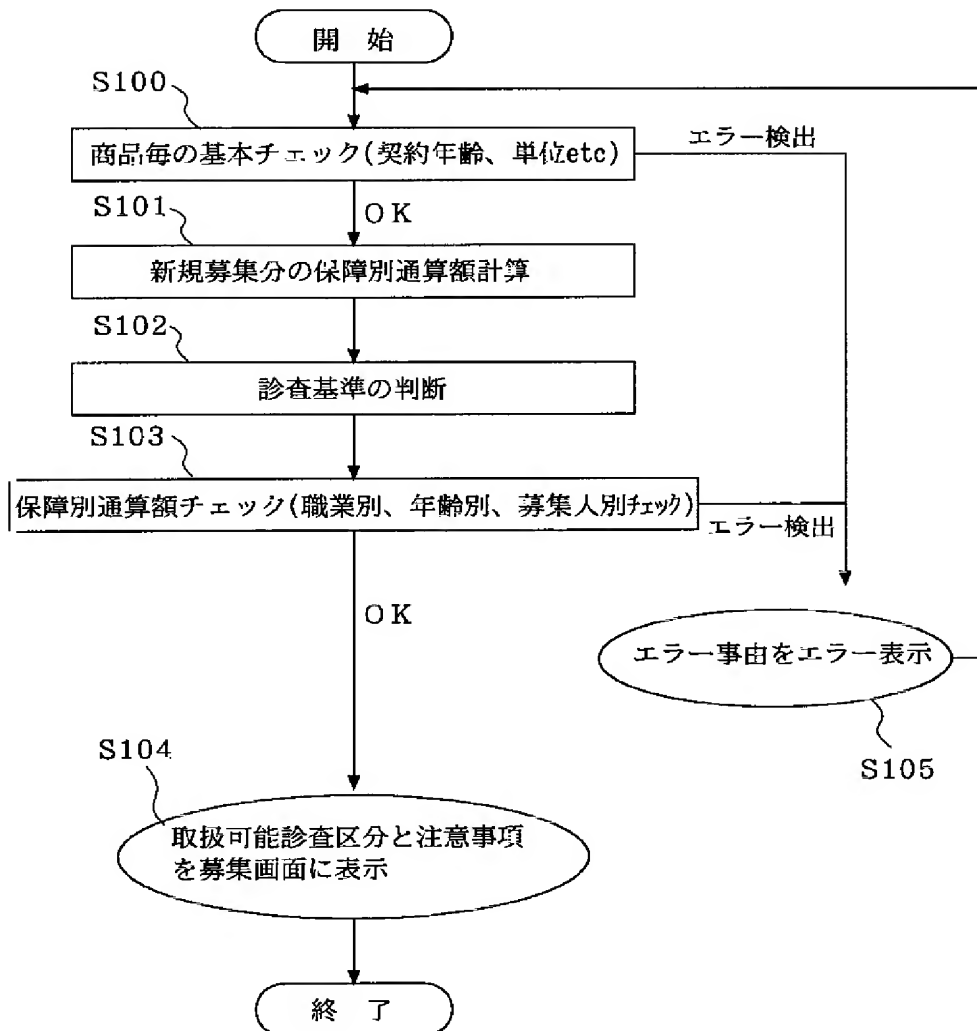 開 始
S100
商品毎の基本チェック(契約年齢、単位etc)
エラー検出
S101
OK
新規募集分の保障別通算額計算
S102
診査基準の判断
S103
保障別通算額チェック(職業別、年齢別、募集人別チェック)
エラー検出
OK
エラー事由をエラー表示
S104
S105
取扱可能診査区分と注意事項
を募集画面に表示
終 了